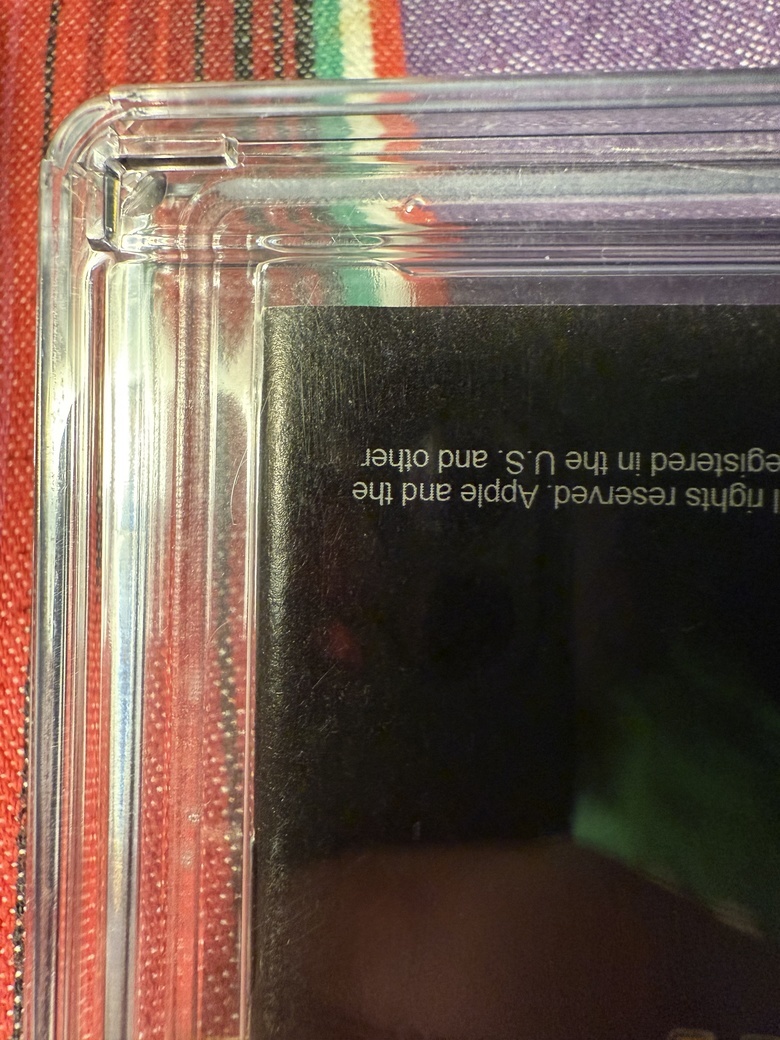 l rights reserved. Apple and the
egistered in the U.S. and other